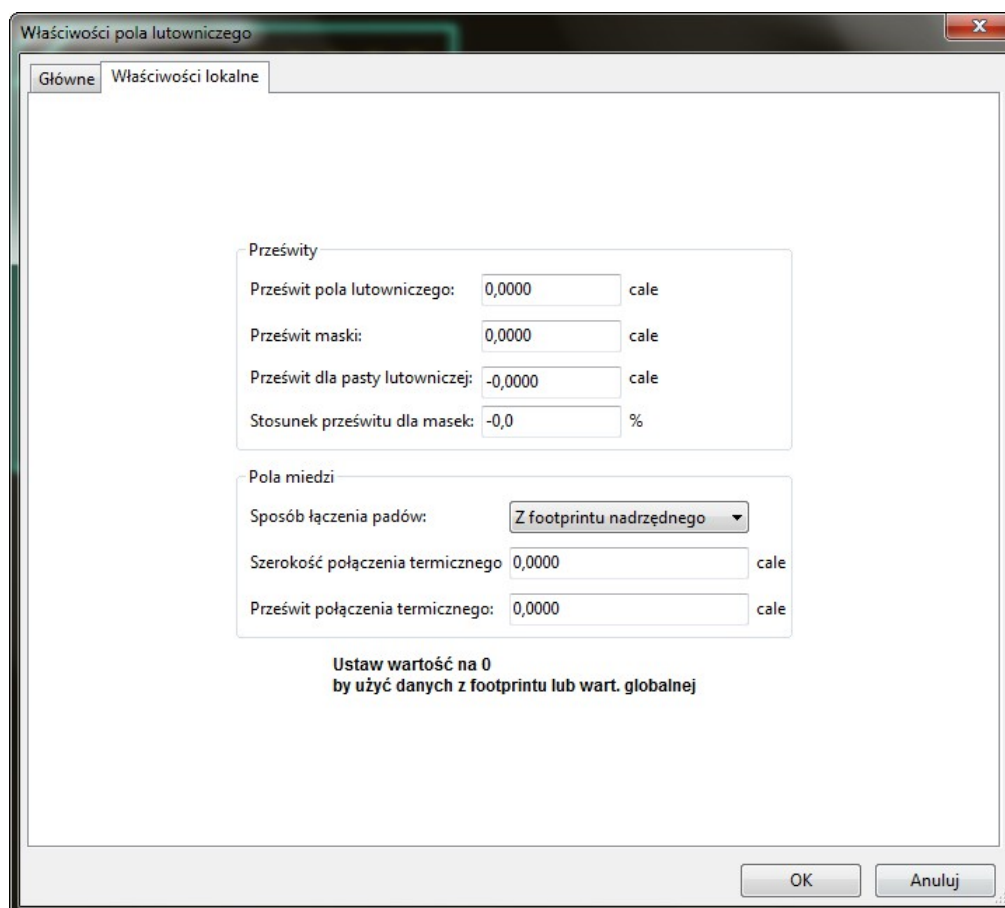 Właściwości pola lutowniczego
Główne Właściwości lokalne
Prześwity
Prześwit pola lutowniczego: 0,0000 cale
Prześwit maski: 0,0000 cale
Prześwit dla pasty lutowniczej: -0,0000 cale
Stosunek prześwitu dla masek: -0,0 %
Pola miedzi
Sposób łączenia padów: Z footprintu nadrzędnego
Szerokość połączenia termicznego 0,0000 cale
Prześwit połączenia termicznego: 0,0000 cale
Ustaw wartość na 0
by użyć danych z footprintu lub wart. globalnej
OK Anuluj